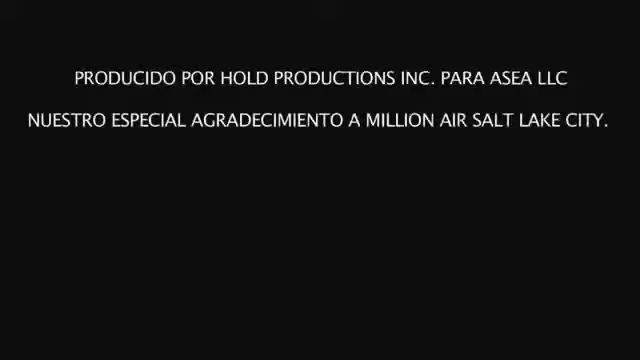 PRODUCIDO POR HOLD PRODUCTIONS INC. PARA ASEA LLC
NUESTRO ESPECIAL AGRADECIMIENTO A MILLION AIR SALT LAKE CITY.